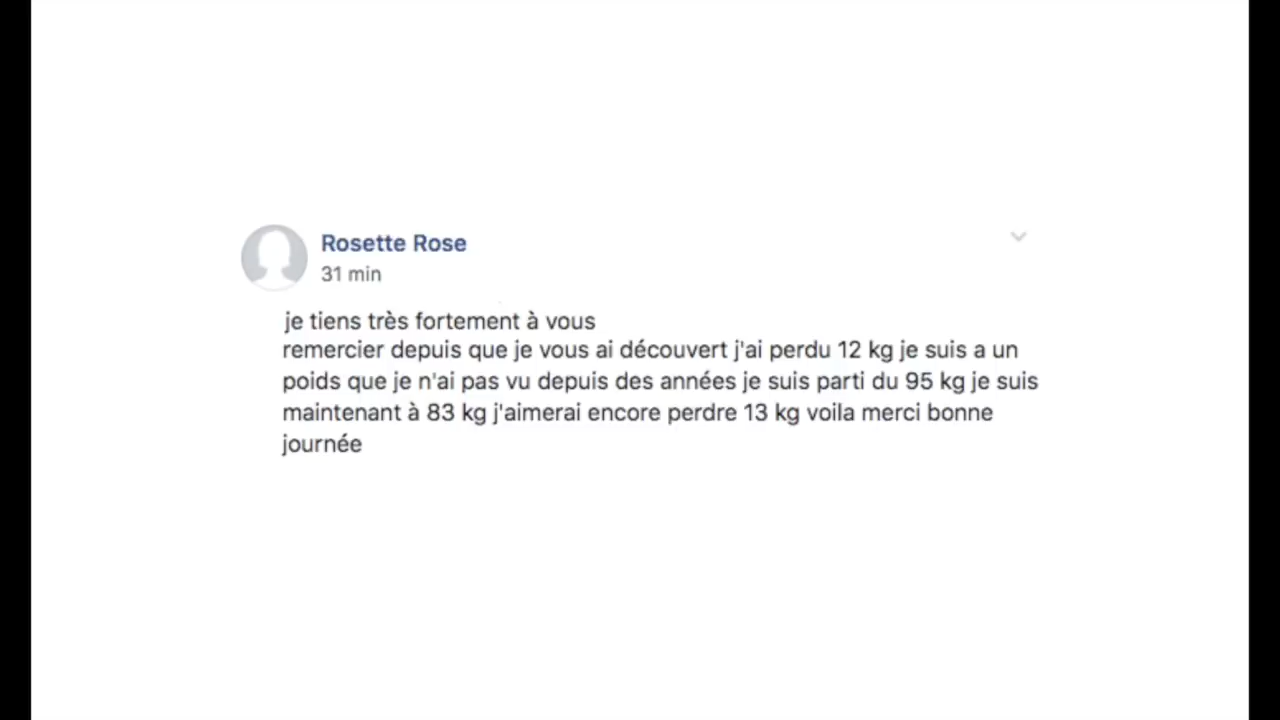 Rosette Rose
31 min
je tiens très fortement à vous
remercier depuis que je vous ai découvert j'ai perdu 12 kg je suis a un
poids que je n'ai pas vu depuis des années je suis parti du 95 kg je suis
maintenant à 83 kg j'aimerai encore perdre 13 kg voila merci bonne
journée